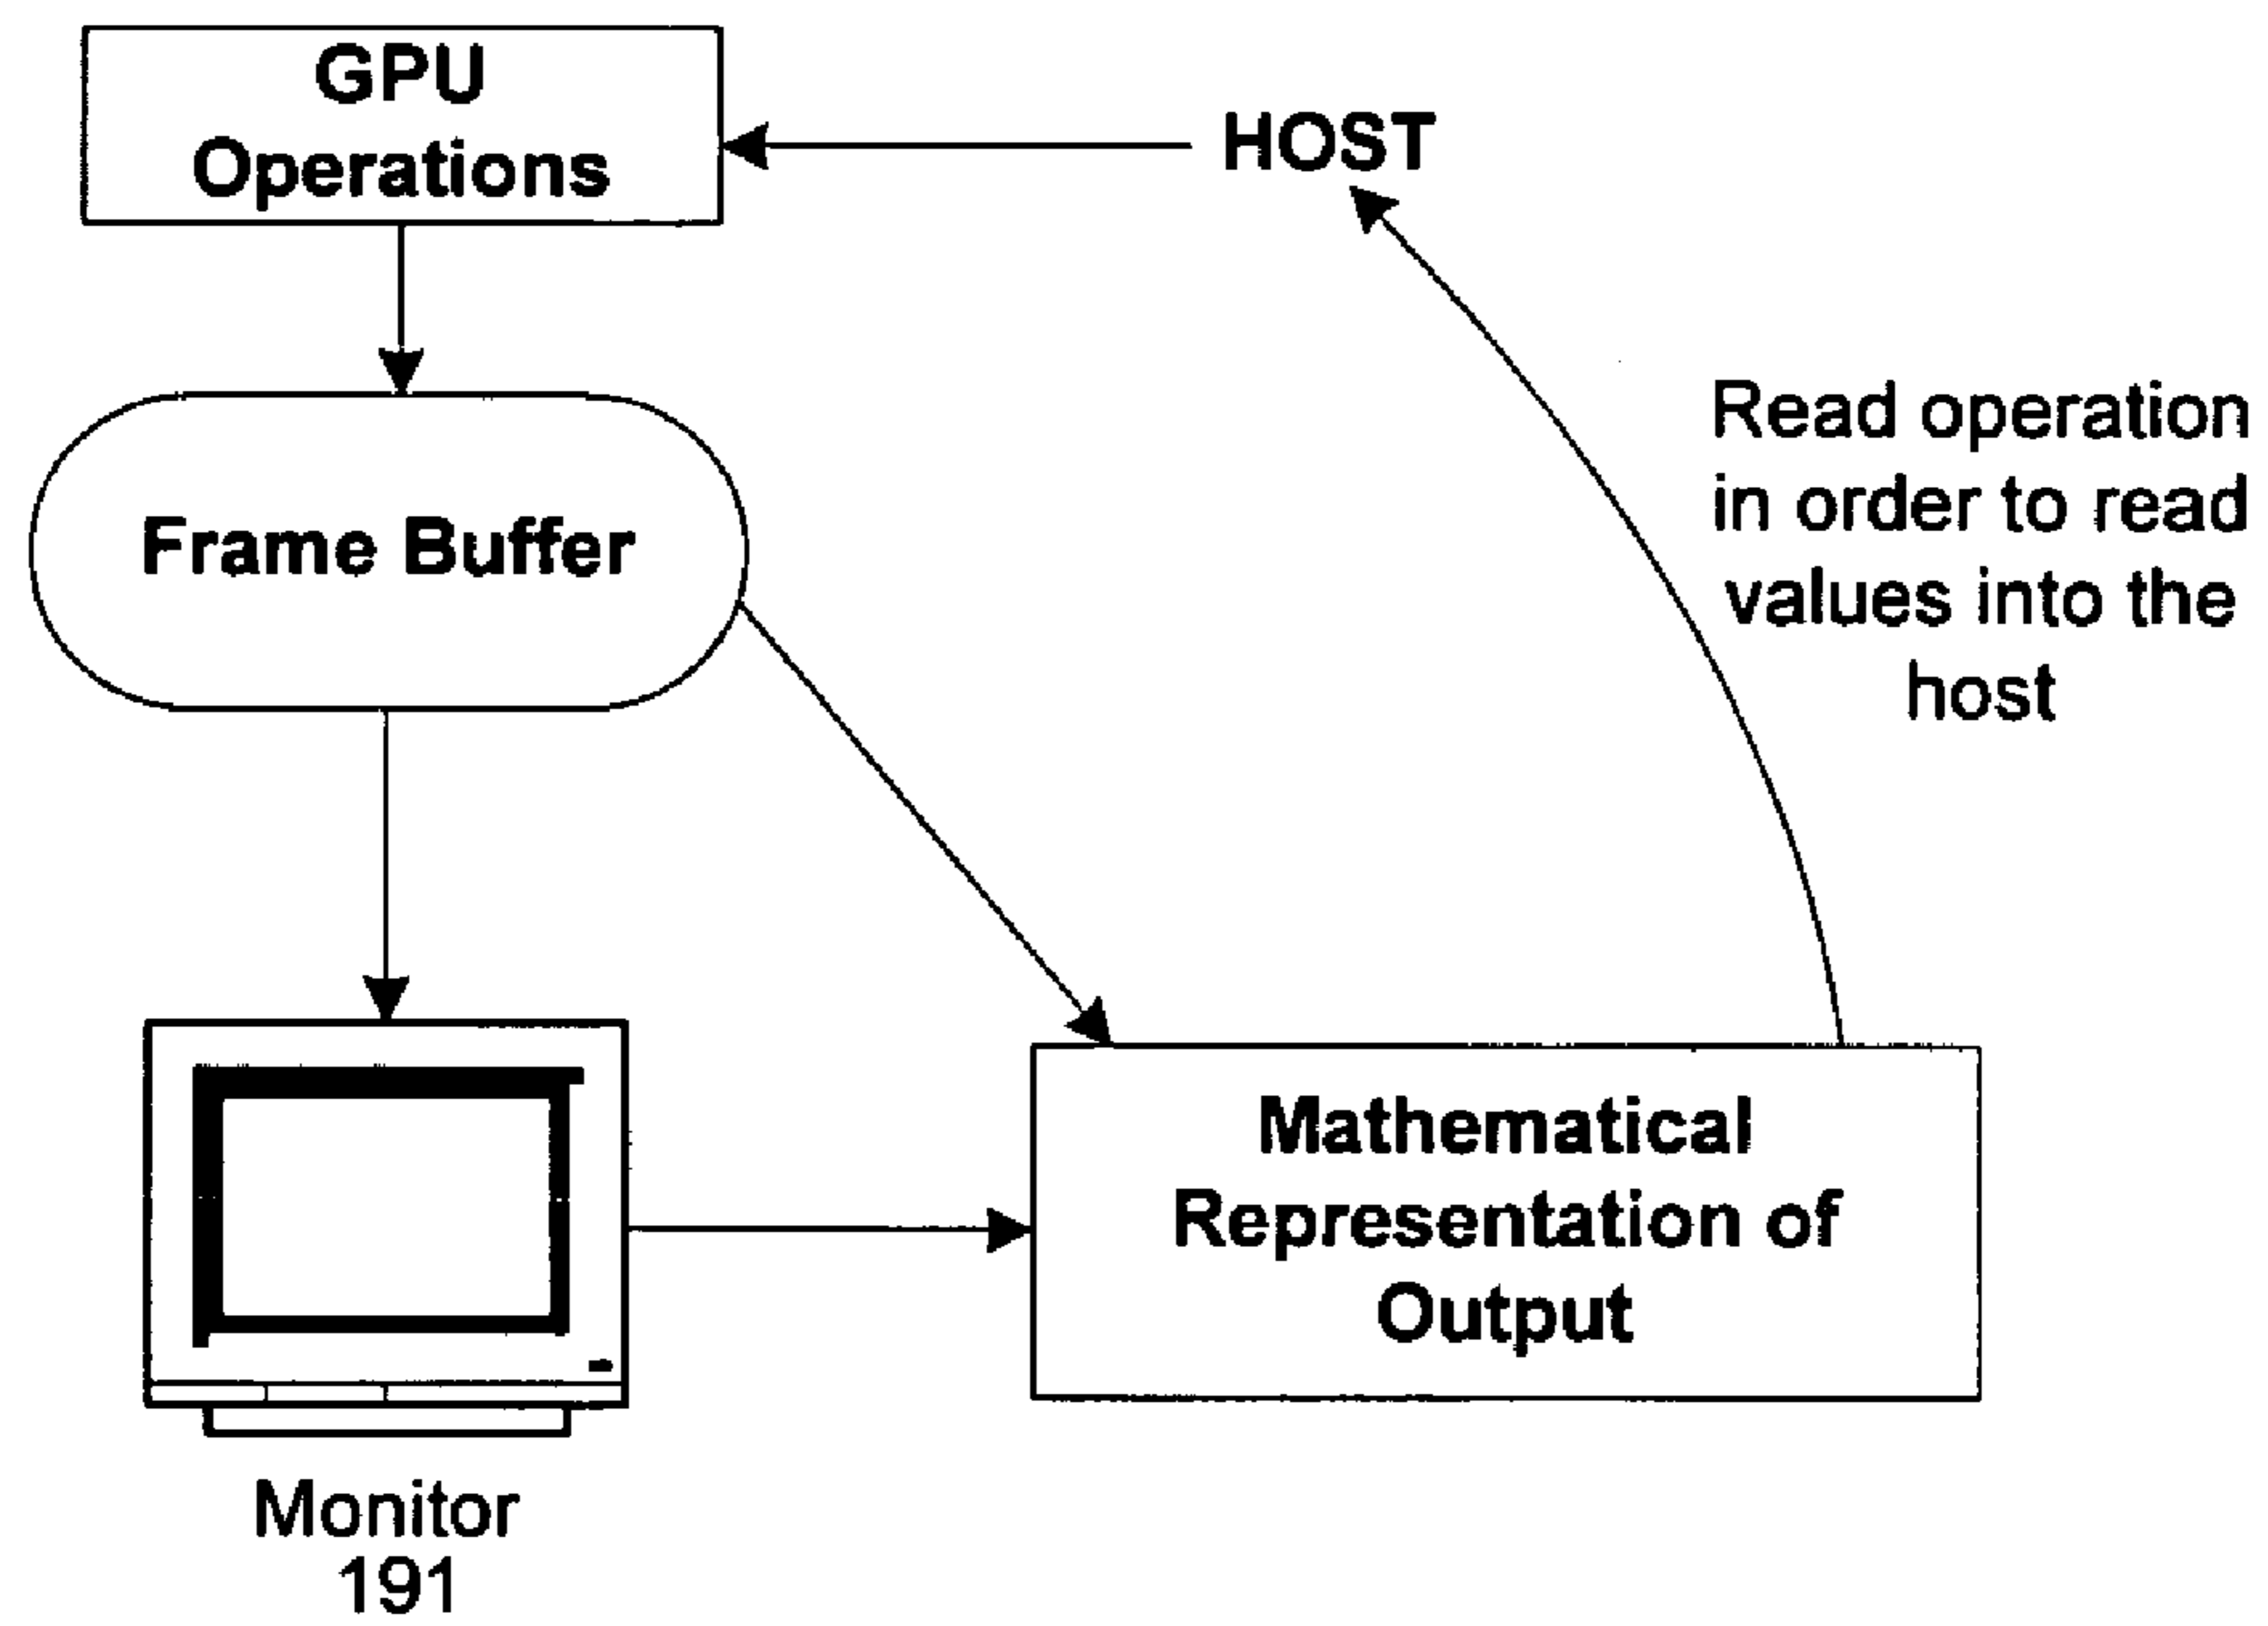 GPU
Operations
HOST
Read operation
in order to read
values into the
host
Frame Buffer
Mathematical
Representation of
Output
Monitor
191